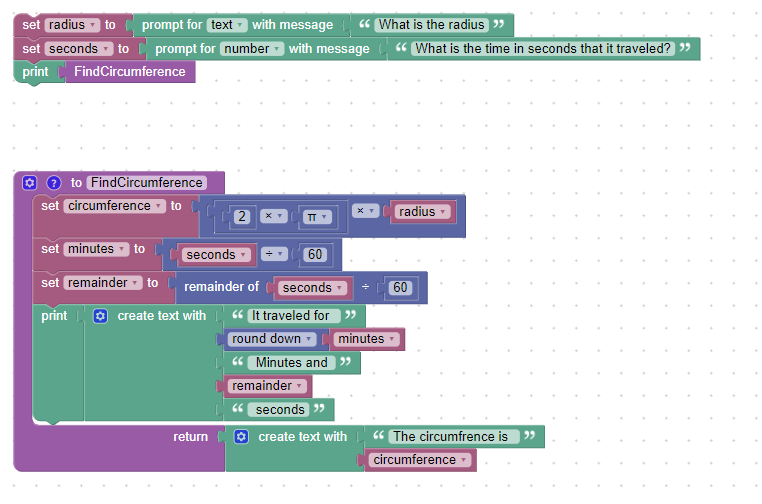 set radius to prompt for text with message “ What is the radius ”
set seconds to prompt for number with message “ What is the time in seconds that it traveled? ”
print FindCircumference
? to FindCircumference
set circumference to 2 × π × radius
set minutes to seconds ÷ 60
set remainder to remainder of seconds ÷ 60
print create text with “ It traveled for ”
round down minutes
“ Minutes and ”
remainder
“ seconds ”
return create text with “ The circumfrence is ”
circumference